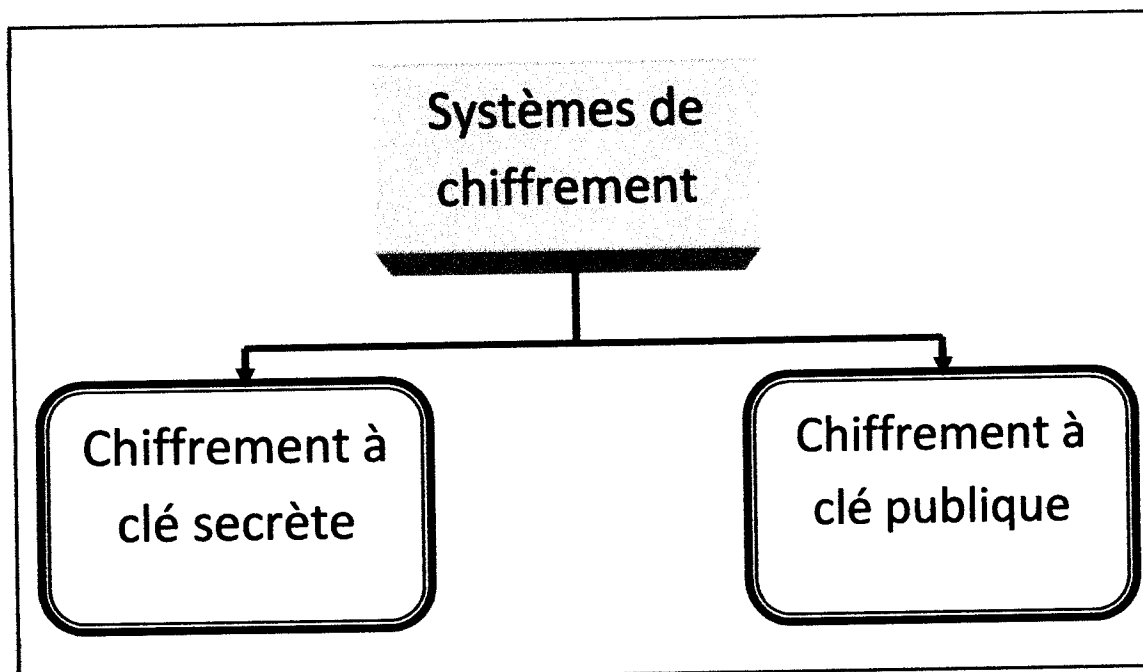 Systèmes de
chiffrement
Chiffrement à
clé secrète
Chiffrement à
clé publique